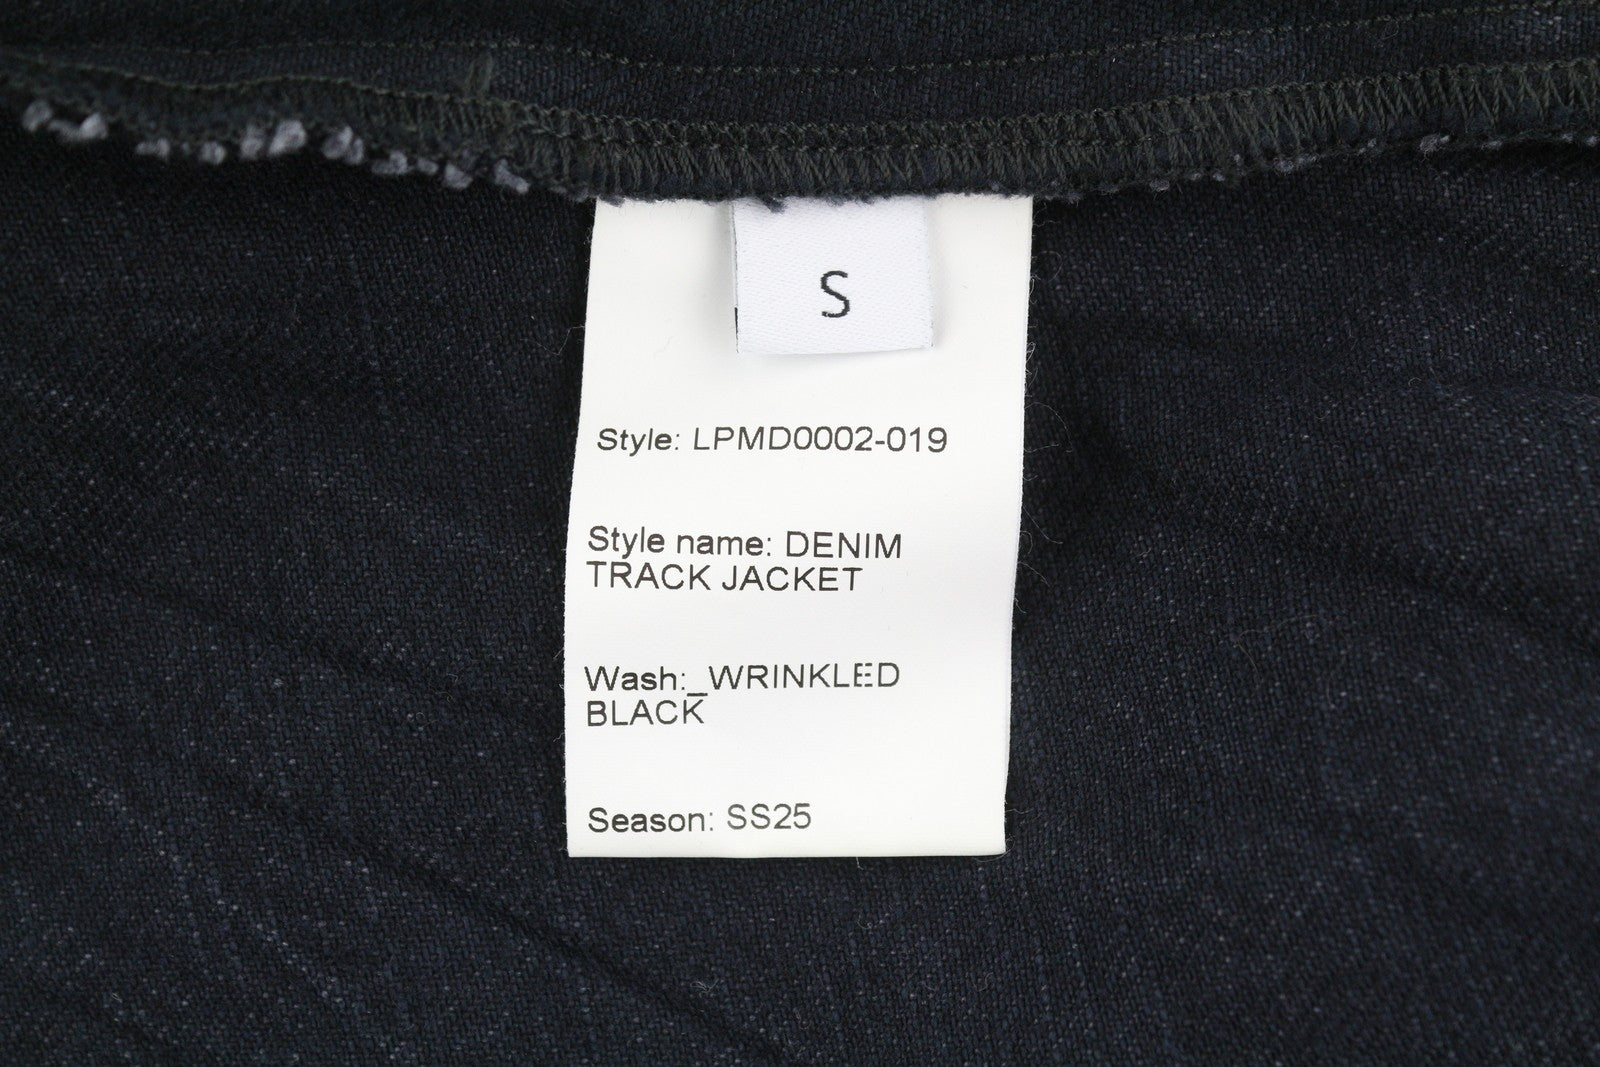 S
Style: LPMD0002-019
Style name: DENIM
TRACK JACKET
Wash:_WRINKLED
BLACK
Season: SS25